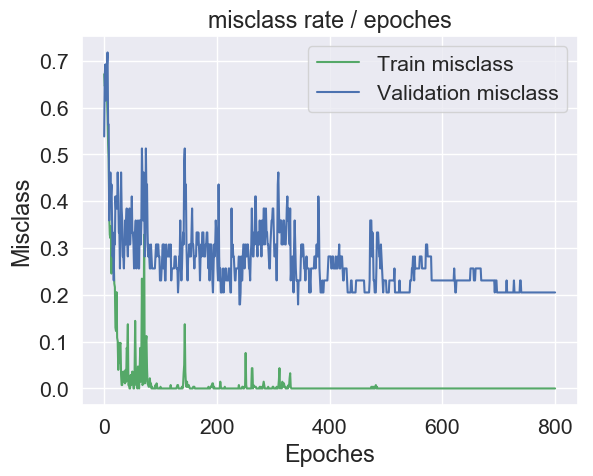 misclass rate / epoches
Train misclass
Validation misclass
Misclass
0.7
0.6
0.5
0.4
0.3
0.2
0.1
0.0
0
200
400
600
800
Epoches